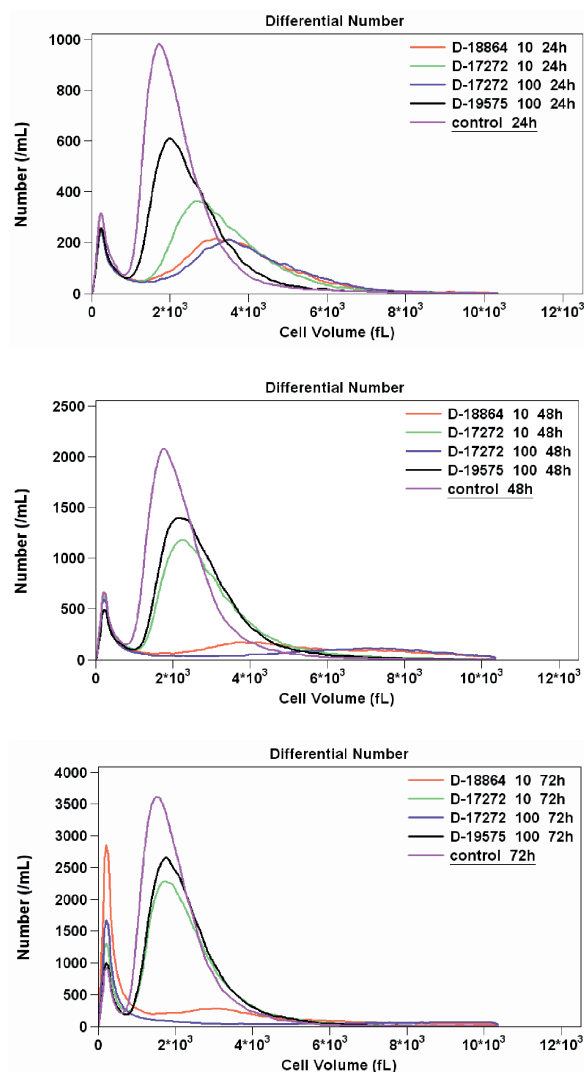 Differential Number
1000
800
600
400
200
0
Number (/mL)
D-18864 10 24h
D-17272 10 24h
D-17272 100 24h
D-19575 100 24h
control 24h
0
2*10³
4*10³
6*10³
8*10³
10*10³
12*10³
Cell Volume (fL)
Differential Number
2500
2000
1500
1000
500
0
Number (/mL)
D-18864 10 48h
D-17272 10 48h
D-17272 100 48h
D-19575 100 48h
control 48h
0
2*10³
4*10³
6*10³
8*10³
10*10³
12*10³
Cell Volume (fL)
Differential Number
4000
3500
3000
2500
2000
1500
1000
500
0
Number (/mL)
D-18864 10 72h
D-17272 10 72h
D-17272 100 72h
D-19575 100 72h
control 72h
0
2*10³
4*10³
6*10³
8*10³
10*10³
12*10³
Cell Volume (fL)